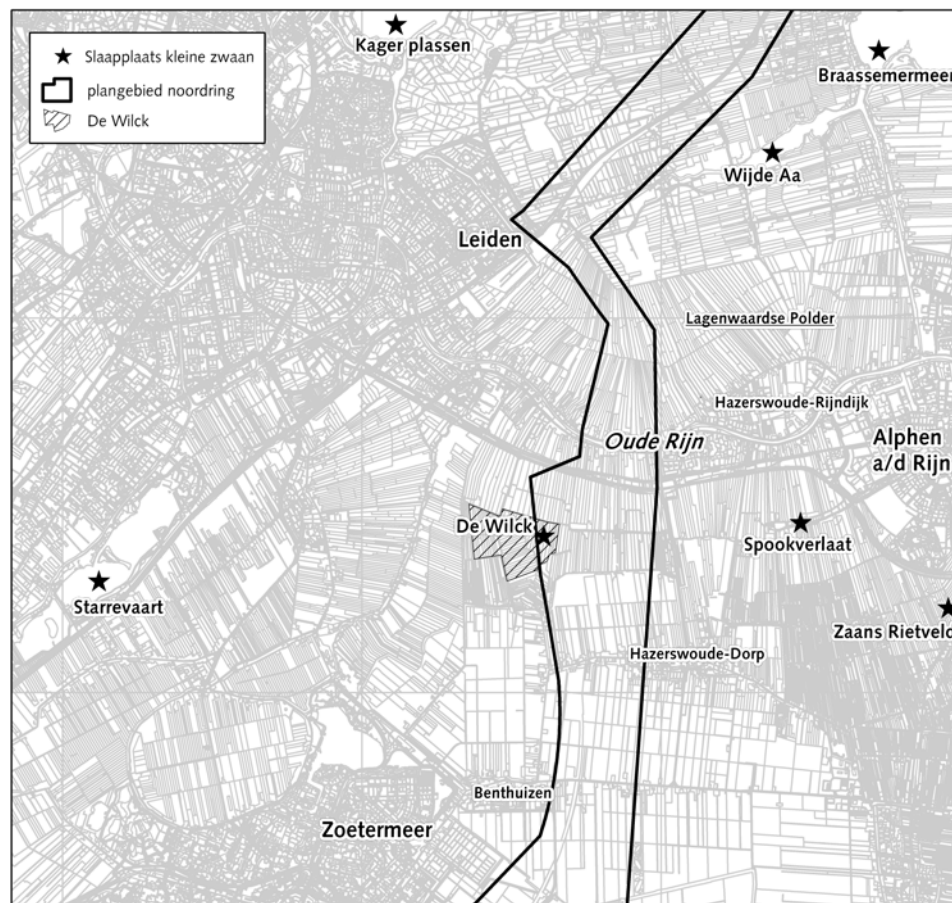 Slaapplaats kleine zwaan
plangebied noordring
De Wilck
Kager plassen
Braassemermeer
Wijde Aa
Leiden
Lagenwaardse Polder
Hazerswoude-Rijndijk
Oude Rijn
Alphen
a/d Rijn
De Wilck
Spookverlaat
Starrevaart
Zaans Rietveld
Hazerswoude-Dorp
Benthuizen
Zoetermeer